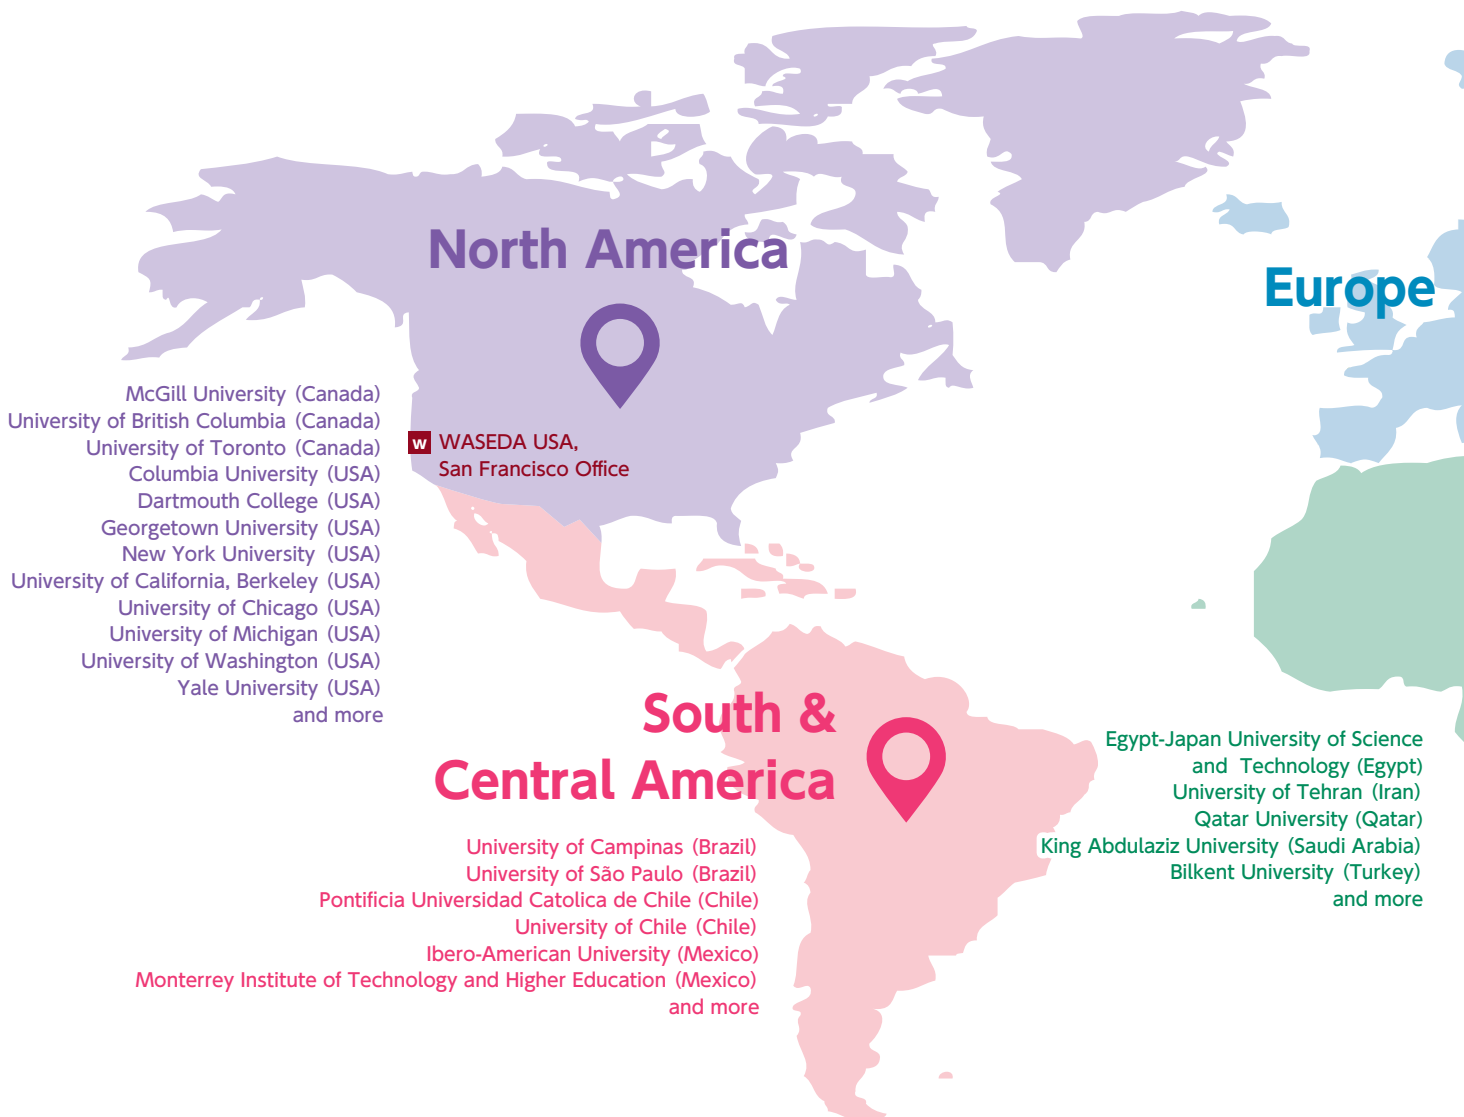 North America
McGill University (Canada)
University of British Columbia (Canada)
University of Toronto (Canada)
Columbia University (USA)
Dartmouth College (USA)
Georgetown University (USA)
New York University (USA)
University of California, Berkeley (USA)
University of Chicago (USA)
University of Michigan (USA)
University of Washington (USA)
Yale University (USA)
and more
w WASEDA USA,
San Francisco Office
Europe
South &
Central America
University of Campinas (Brazil)
University of São Paulo (Brazil)
Pontificia Universidad Catolica de Chile (Chile)
University of Chile (Chile)
Ibero-American University (Mexico)
Monterrey Institute of Technology and Higher Education (Mexico)
and more
Egypt-Japan University of Science
and Technology (Egypt)
University of Tehran (Iran)
Qatar University (Qatar)
King Abdulaziz University (Saudi Arabia)
Bilkent University (Turkey)
and more